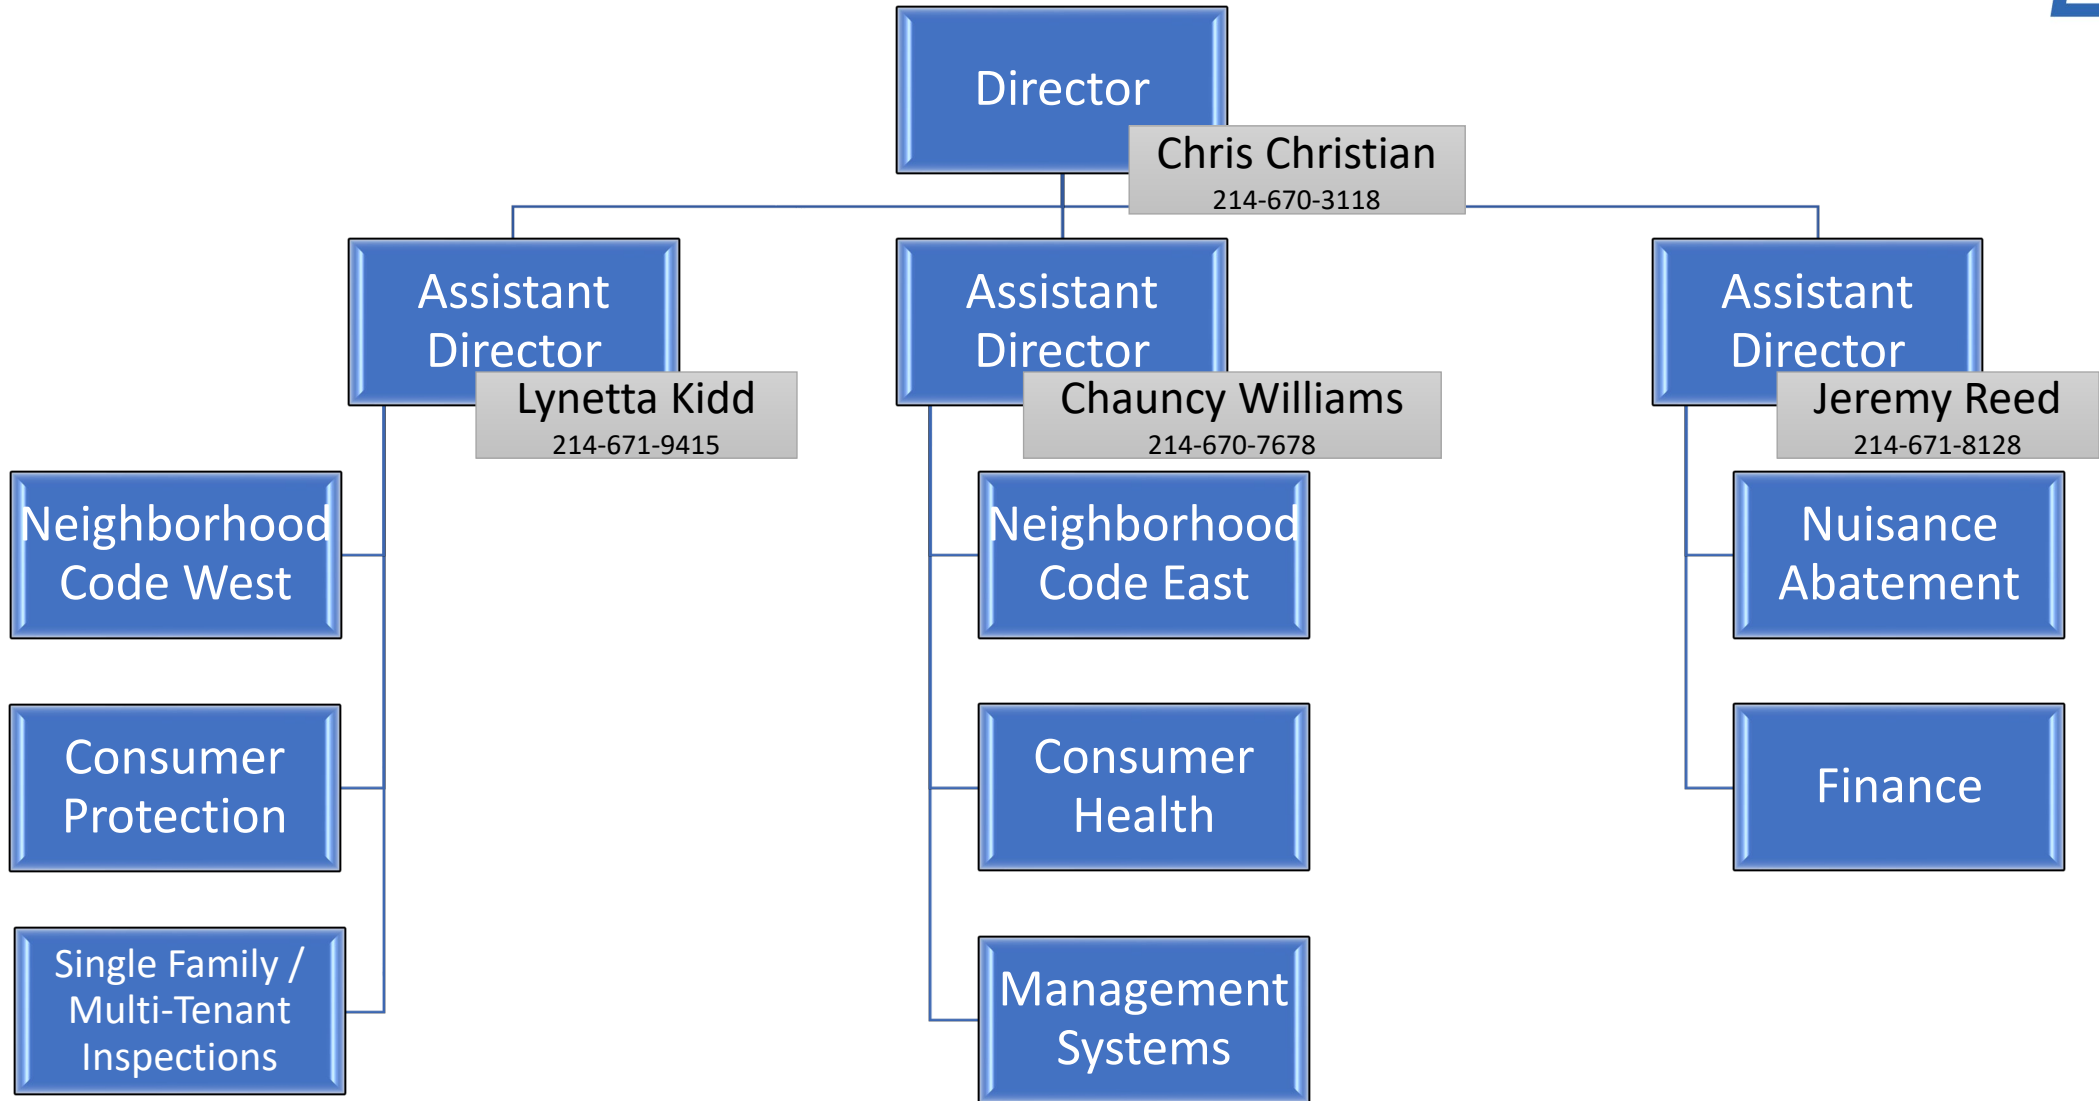 Director
Chris Christian
214-670-3118
Assistant
Director
Lynetta Kidd
214-671-9415
Assistant
Director
Chauncy Williams
214-670-7678
Assistant
Director
Jeremy Reed
214-671-8128
Neighborhood
Code West
Neighborhood
Code East
Nuisance
Abatement
Consumer
Protection
Consumer
Health
Finance
Single Family /
Multi-Tenant
Inspections
Management
Systems